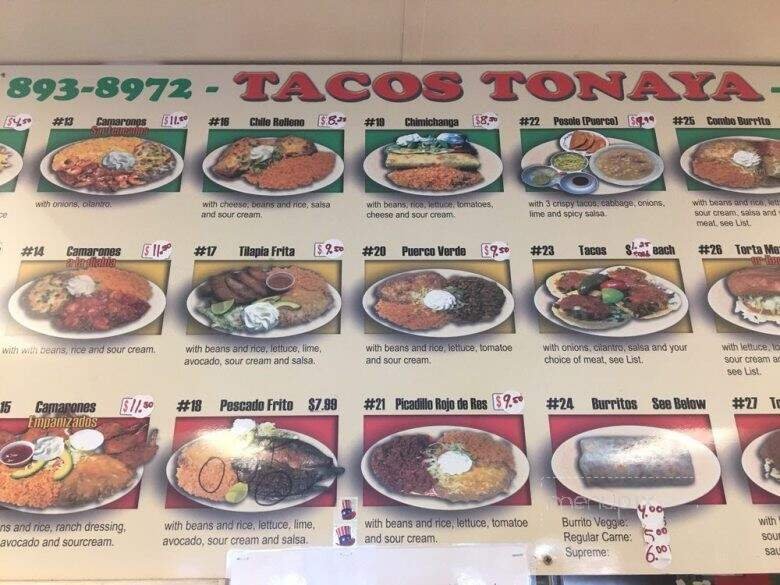 893-8972 - TACOS TONAYA -
#13 Camarones $11.50
#16 Chile Relleno
#19 Chimichanga
#22 Posole (Puerco)
#25 Combo Burrito
with onions, cilantro.
with cheese, beans and rice, salsa
and sour cream.
with beans, rice, lettuce, tomatoes,
cheese and sour cream.
with 3 crispy tacos, cabbage, onions,
lime and spicy salsa.
with beans and rice, lett
sour cream, salsa and
meat, see List.
#14 Camarones $11.50
a la diabla
#17 Tilapia Frita $9.50
#20 Puerco Verde $9.50
#23 Tacos each
#26 Torta
with with beans, rice and sour cream.
with beans and rice, lettuce, lime,
avocado, sour cream and salsa.
with beans and rice, lettuce, tomatoe
and sour cream.
with onions, cilantro, salsa and your
choice of meat, see List.
with lettuce, to
sour cream an
see List.
15 Camarones $11.50
Empanizados
#18 Pescado Frito $7.99
#21 Picadillo Rojo de Res $9.50
#24 Burritos See Below
#27
ns and rice, ranch dressing,
avocado and sourcream.
with beans and rice, lettuce, lime,
avocado, sour cream and salsa.
with beans and rice, lettuce, tomatoe
and sour cream.
Burrito Veggie: 4.00
Regular Carne: 5.00
Supreme: 6.00
with
sour